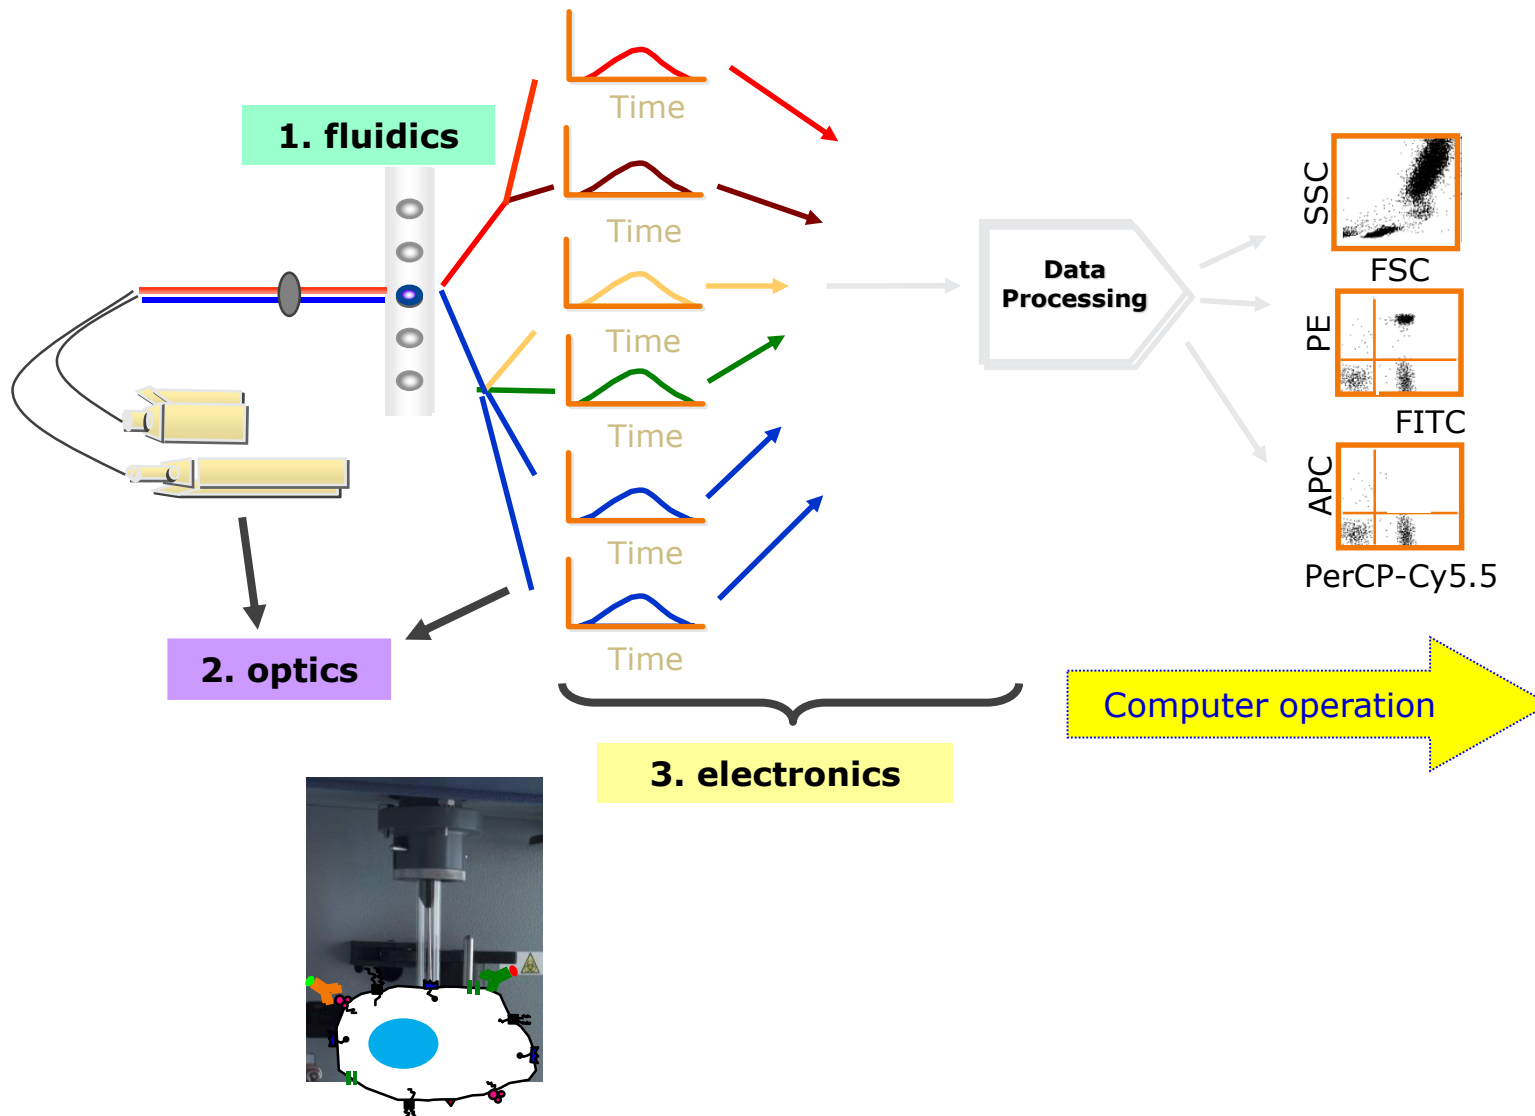 1. fluidics
Time
Time
Time
Time
Time
Time
2. optics
3. electronics
Data
Processing
SSC
FSC
PE
FITC
APC
PerCP-Cy5.5
Computer operation